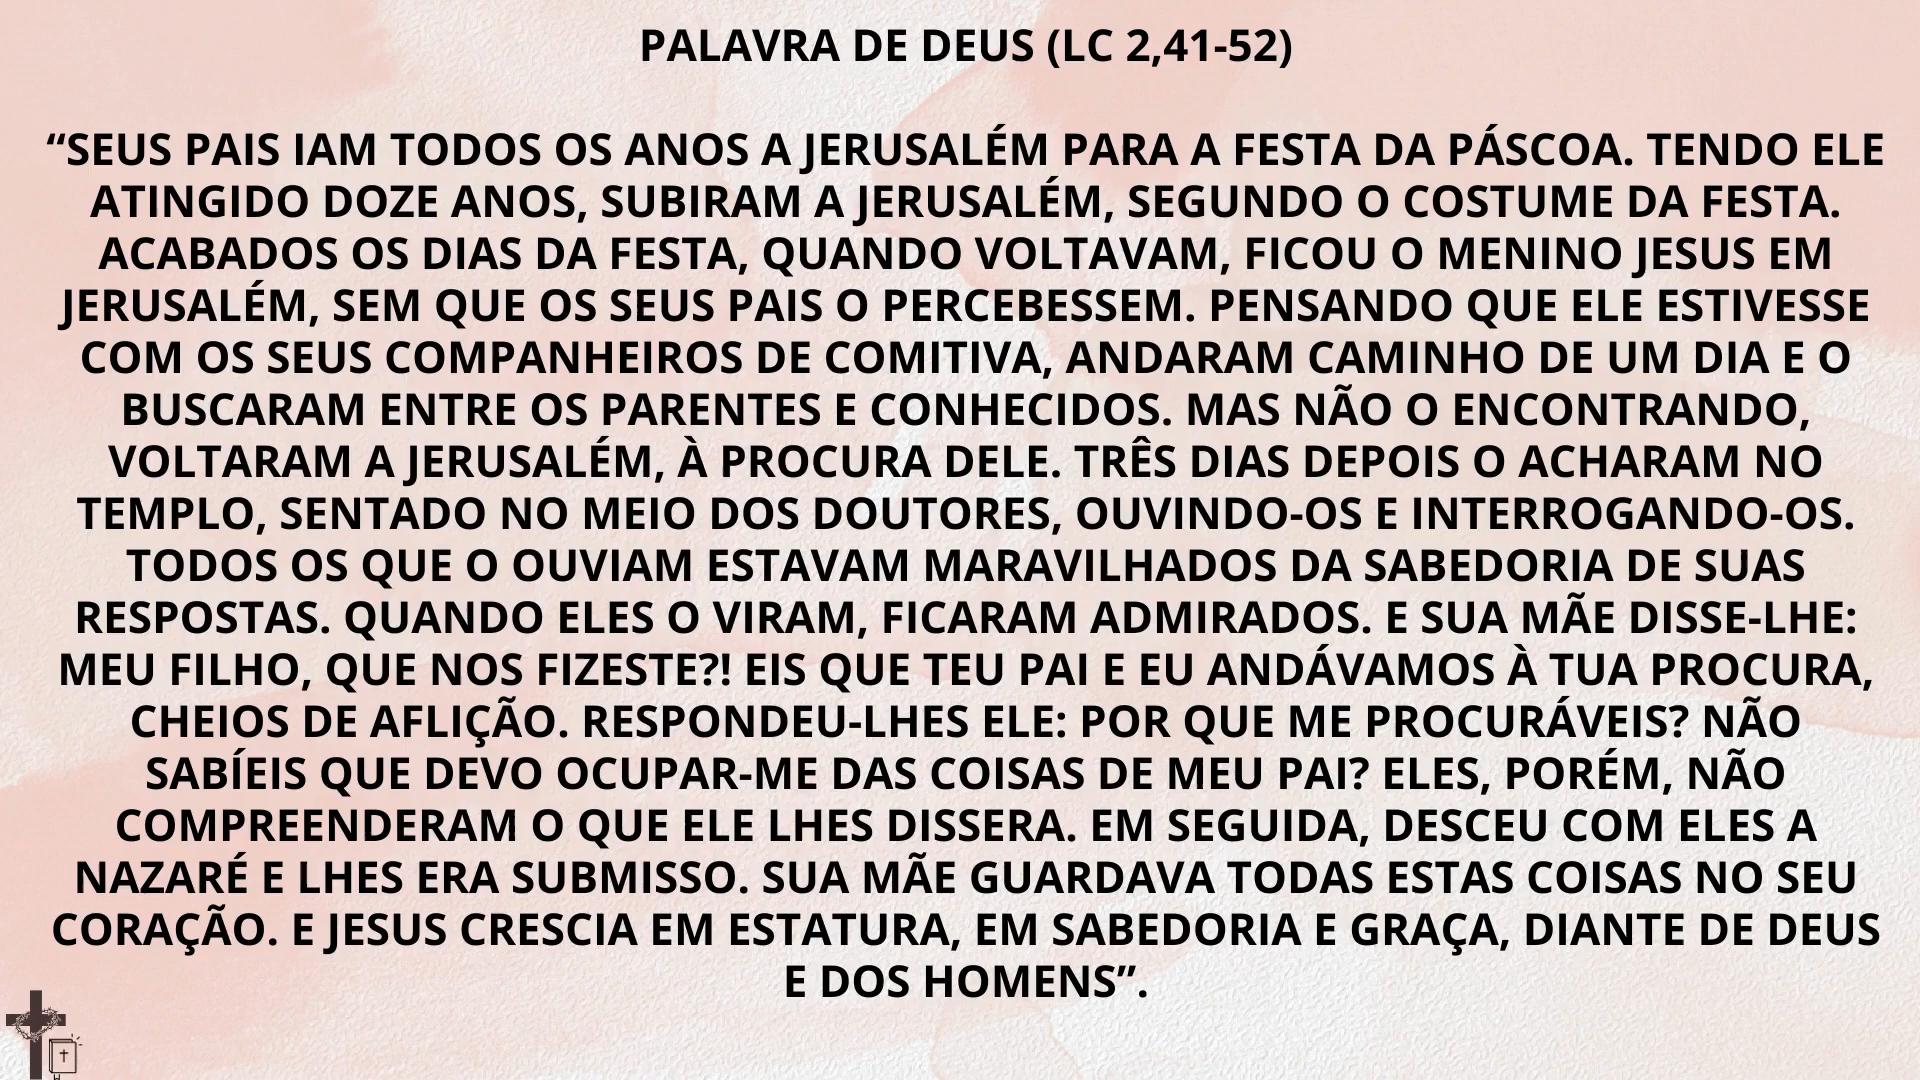 PALAVRA DE DEUS (LC 2,41-52)
“SEUS PAIS IAM TODOS OS ANOS A JERUSALÉM PARA A FESTA DA PÁSCOA. TENDO ELE
ATINGIDO DOZE ANOS, SUBIRAM A JERUSALÉM, SEGUNDO O COSTUME DA FESTA.
ACABADOS OS DIAS DA FESTA, QUANDO VOLTAVAM, FICOU O MENINO JESUS EM
JERUSALÉM, SEM QUE OS SEUS PAIS O PERCEBESSEM. PENSANDO QUE ELE ESTIVESSE
COM OS SEUS COMPANHEIROS DE COMITIVA, ANDARAM CAMINHO DE UM DIA E O
BUSCARAM ENTRE OS PARENTES E CONHECIDOS. MAS NÃO O ENCONTRANDO,
VOLTARAM A JERUSALÉM, À PROCURA DELE. TRÊS DIAS DEPOIS O ACHARAM NO
TEMPLO, SENTADO NO MEIO DOS DOUTORES, OUVINDO-OS E INTERROGANDO-OS.
TODOS OS QUE O OUVIAM ESTAVAM MARAVILHADOS DA SABEDORIA DE SUAS
RESPOSTAS. QUANDO ELES O VIRAM, FICARAM ADMIRADOS. E SUA MÃE DISSE-LHE:
MEU FILHO, QUE NOS FIZESTE?! EIS QUE TEU PAI E EU ANDÁVAMOS À TUA PROCURA,
CHEIOS DE AFLIÇÃO. RESPONDEU-LHES ELE: POR QUE ME PROCURÁVEIS? NÃO
SABÍEIS QUE DEVO OCUPAR-ME DAS COISAS DE MEU PAI? ELES, PORÉM, NÃO
COMPREENDERAM O QUE ELE LHES DISSERA. EM SEGUIDA, DESCEU COM ELES A
NAZARÉ E LHES ERA SUBMISSO. SUA MÃE GUARDAVA TODAS ESTAS COISAS NO SEU
CORAÇÃO. E JESUS CRESCIA EM ESTATURA, EM SABEDORIA E GRAÇA, DIANTE DE DEUS
E DOS HOMENS”.